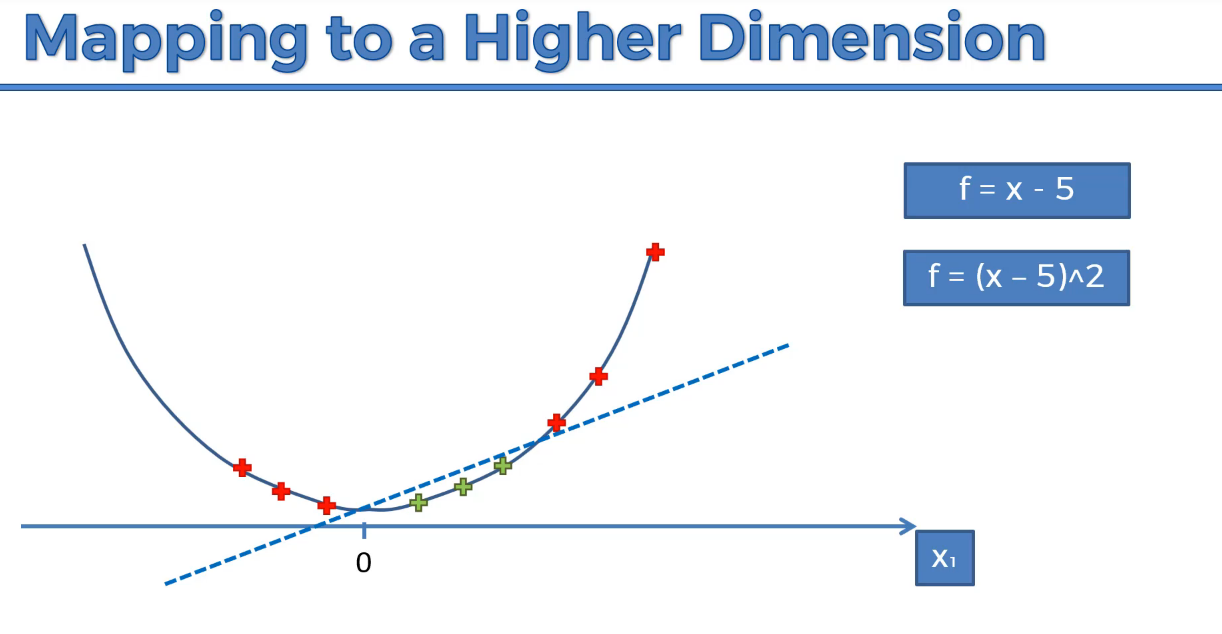 Mapping to a Higher Dimension
f = x - 5
f = (x – 5)^2
0
x₁